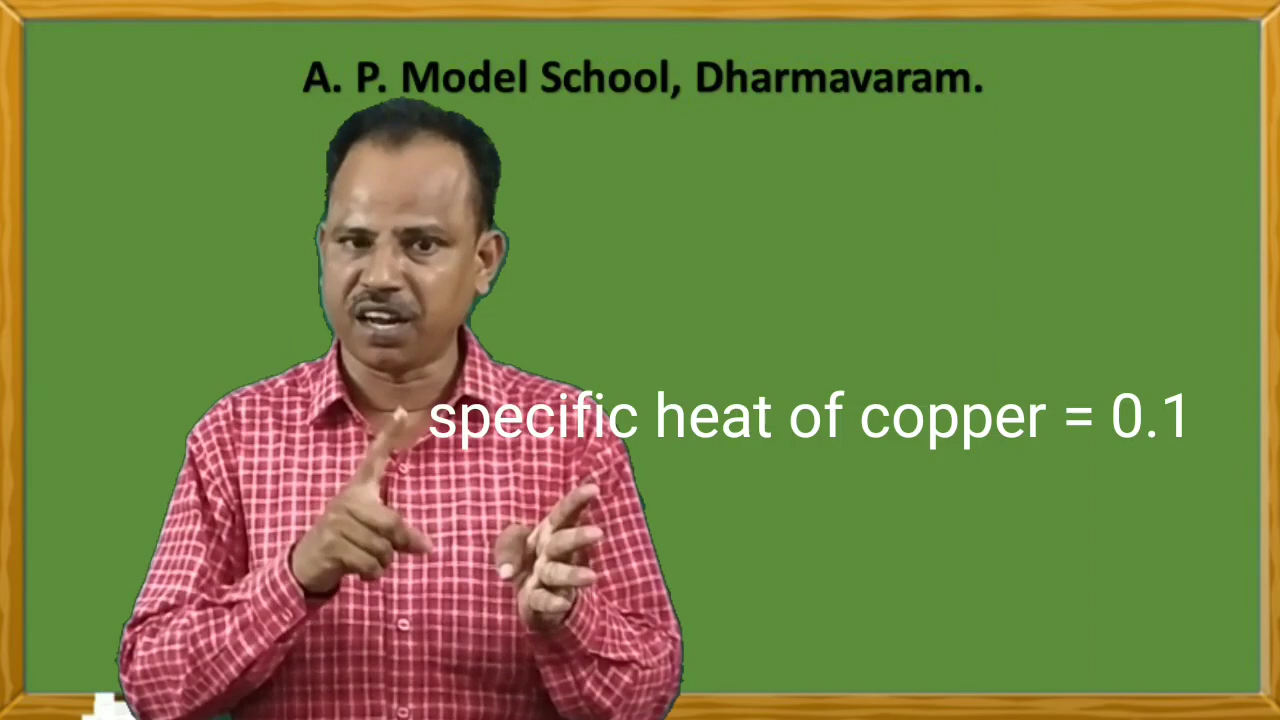 A. P. Model School, Dharmavaram.
specific heat of copper = 0.1